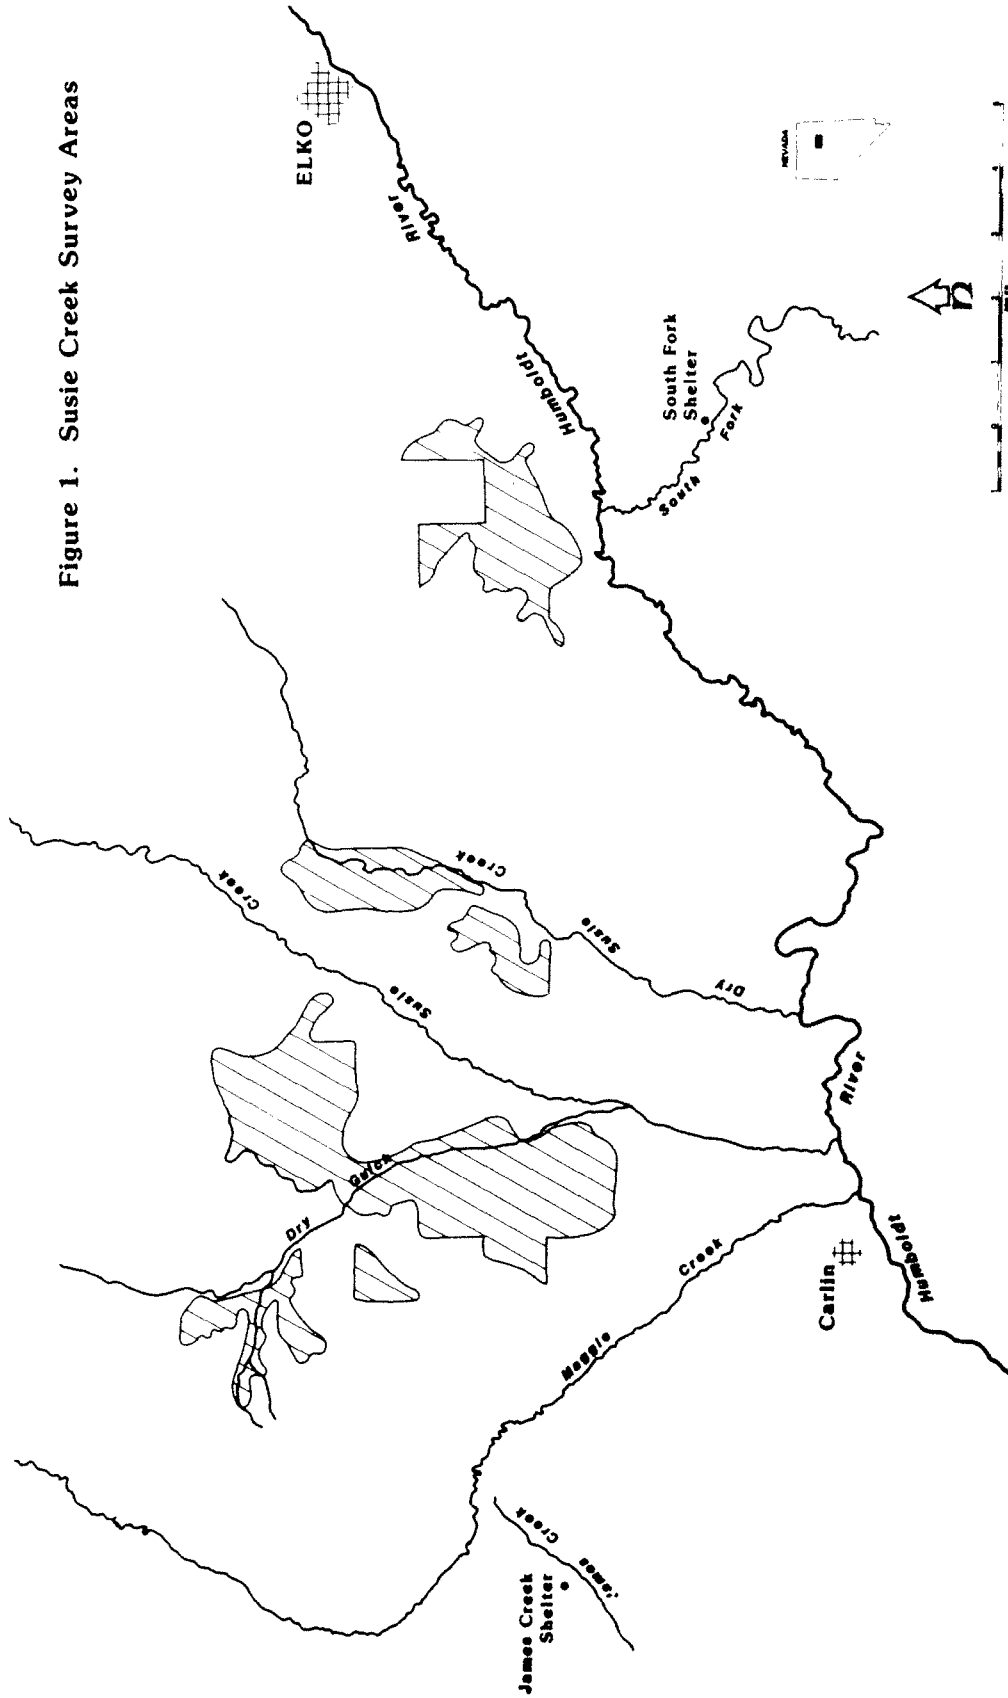 Figure 1. Susie Creek Survey Areas
ELKO
River
Humboldt
South Fork
Shelter
South
Fork
NEVADA
N
Creek
Susie
Creek
Susie
Dry
Dry
Gulch
River
Humboldt
Carlin
Maggie
Creek
James Creek
Shelter
James
Creek